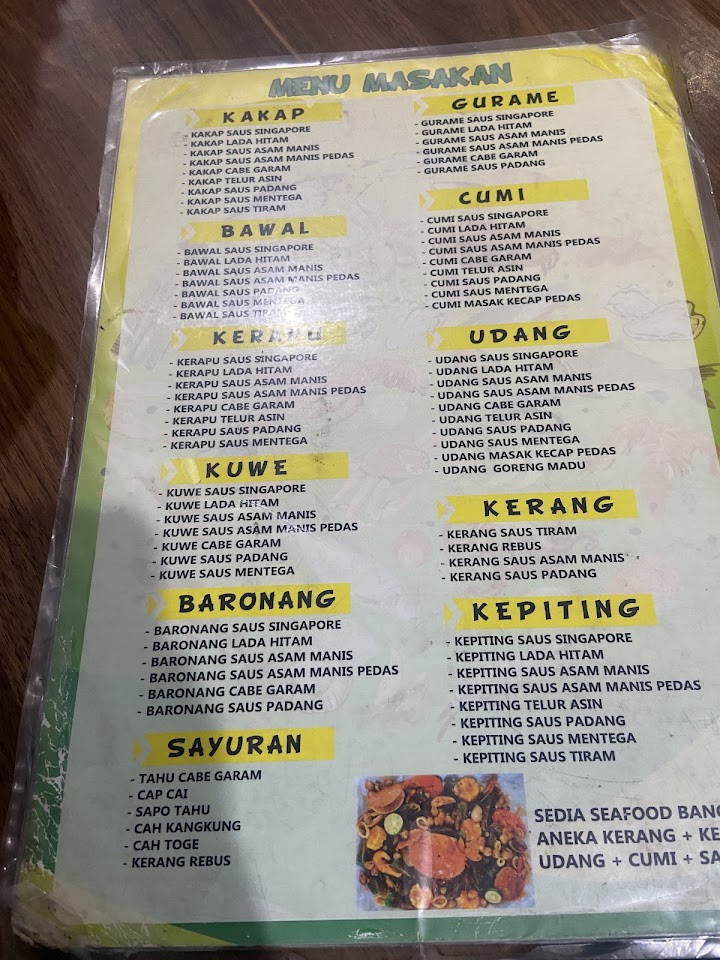 MENU MASAKAN
KAKAP
- KAKAP SAUS SINGAPORE
- KAKAP LADA HITAM
- KAKAP SAUS ASAM MANIS
- KAKAP SAUS ASAM MANIS PEDAS
- KAKAP CABE GARAM
- KAKAP TELUR ASIN
- KAKAP SAUS PADANG
- KAKAP SAUS MENTEGA
- KAKAP SAUS TIRAM
BAWAL
- BAWAL SAUS SINGAPORE
- BAWAL LADA HITAM
- BAWAL SAUS ASAM MANIS
- BAWAL SAUS ASAM MANIS PEDAS
- BAWAL SAUS PADANG
- BAWAL SAUS MENTEGA
- BAWAL SAUS TIRAM
KERAPU
- KERAPU SAUS SINGAPORE
- KERAPU LADA HITAM
- KERAPU SAUS ASAM MANIS
- KERAPU SAUS ASAM MANIS PEDAS
- KERAPU CABE GARAM
- KERAPU TELUR ASIN
- KERAPU SAUS PADANG
- KERAPU SAUS MENTEGA
KUWE
- KUWE SAUS SINGAPORE
- KUWE LADA HITAM
- KUWE SAUS ASAM MANIS
- KUWE SAUS ASAM MANIS PEDAS
- KUWE CABE GARAM
- KUWE SAUS PADANG
- KUWE SAUS MENTEGA
BARONANG
- BARONANG SAUS SINGAPORE
- BARONANG LADA HITAM
- BARONANG SAUS ASAM MANIS
- BARONANG SAUS ASAM MANIS PEDAS
- BARONANG CABE GARAM
- BARONANG SAUS PADANG
SAYURAN
- TAHU CABE GARAM
- CAP CAI
- SAPO TAHU
- CAH KANGKUNG
- CAH TOGE
- KERANG REBUS
GURAME
- GURAME SAUS SINGAPORE
- GURAME LADA HITAM
- GURAME SAUS ASAM MANIS
- GURAME SAUS ASAM MANIS PEDAS
- GURAME CABE GARAM
- GURAME SAUS PADANG
CUMI
- CUMI SAUS SINGAPORE
- CUMI LADA HITAM
- CUMI SAUS ASAM MANIS
- CUMI SAUS ASAM MANIS PEDAS
- CUMI CABE GARAM
- CUMI TELUR ASIN
- CUMI SAUS PADANG
- CUMI SAUS MENTEGA
- CUMI MASAK KECAP PEDAS
UDANG
- UDANG SAUS SINGAPORE
- UDANG LADA HITAM
- UDANG SAUS ASAM MANIS
- UDANG SAUS ASAM MANIS PEDAS
- UDANG CABE GARAM
- UDANG TELUR ASIN
- UDANG SAUS PADANG
- UDANG SAUS MENTEGA
- UDANG MASAK KECAP PEDAS
- UDANG GORENG MADU
KERANG
- KERANG SAUS TIRAM
- KERANG REBUS
- KERANG SAUS ASAM MANIS
- KERANG SAUS PADANG
KEPITING
- KEPITING SAUS SINGAPORE
- KEPITING LADA HITAM
- KEPITING SAUS ASAM MANIS
- KEPITING SAUS ASAM MANIS PEDAS
- KEPITING TELUR ASIN
- KEPITING SAUS PADANG
- KEPITING SAUS MENTEGA
- KEPITING SAUS TIRAM
SEDIA SEAFOOD
ANEKA KERANG +
UDANG + CUMI +